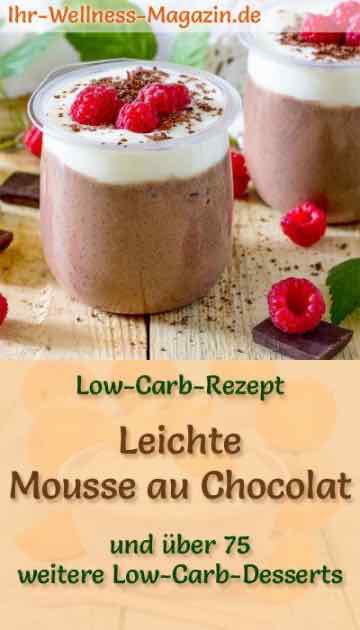 Ihr-Wellness-Magazin.de
Low-Carb-Rezept
Leichte
Mousse au Chocolat
und über 75
weitere Low-Carb-Desserts